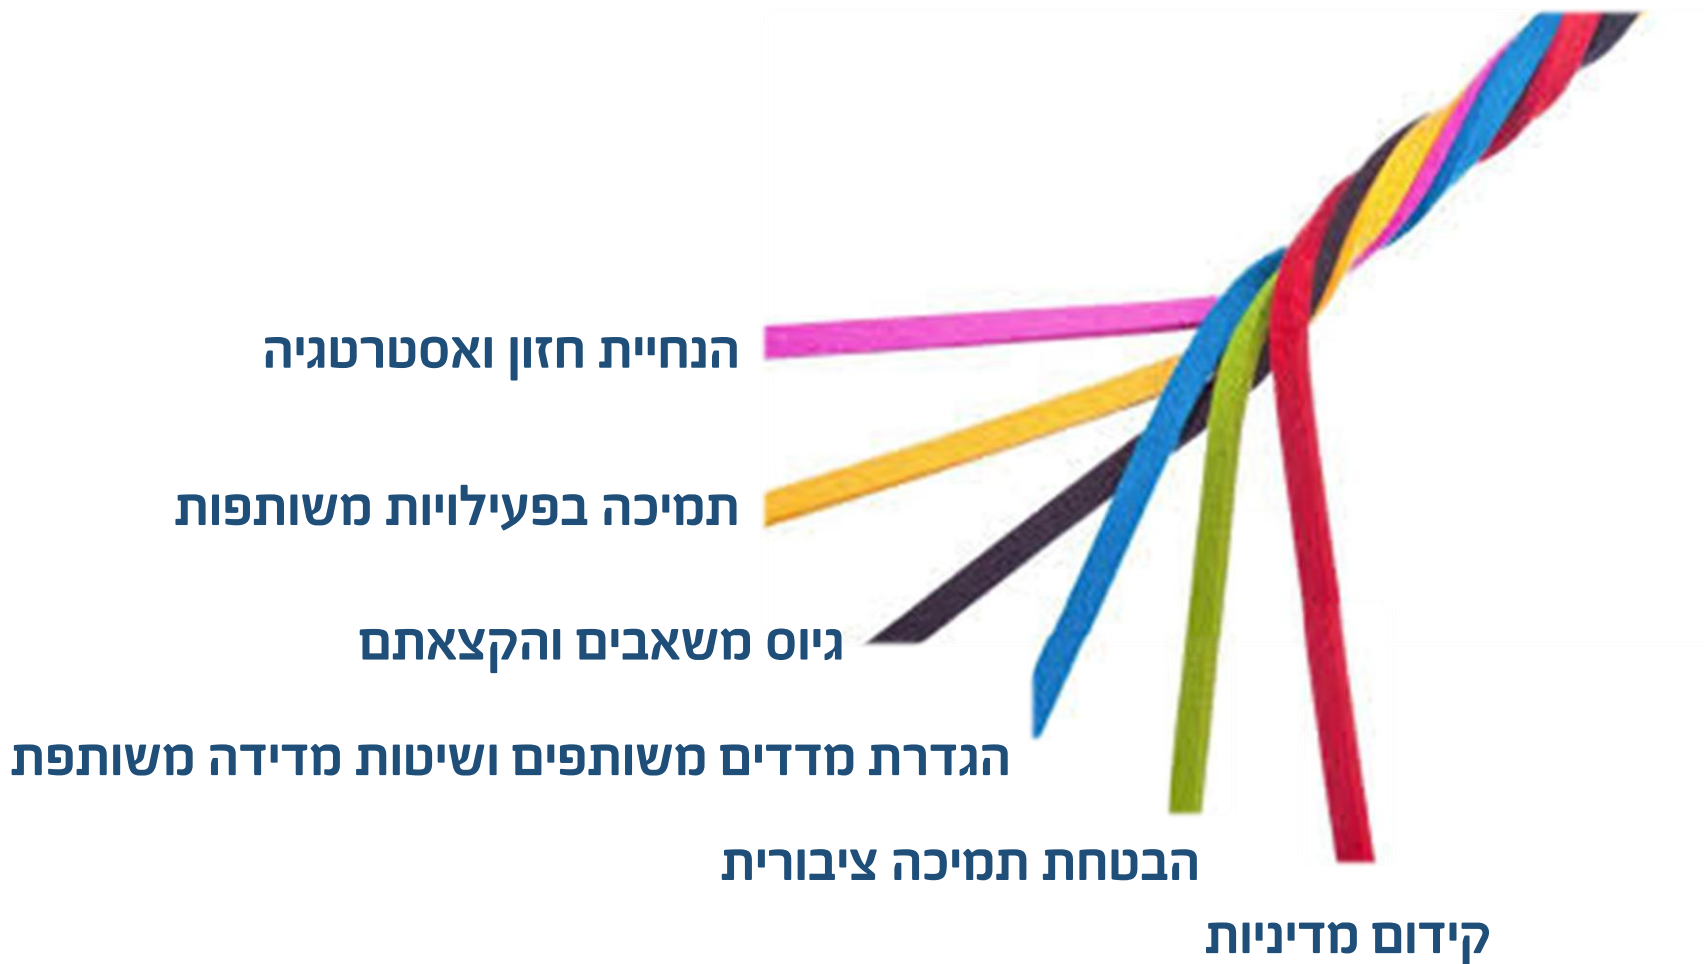 הנחיית חזון ואסטרטגיה
תמיכה בפעילויות משותפות
גיוס משאבים והקצאתם
הגדרת מדדים משותפים ושיטות מדידה משותפת
הבטחת תמיכה ציבורית
קידום מדיניות